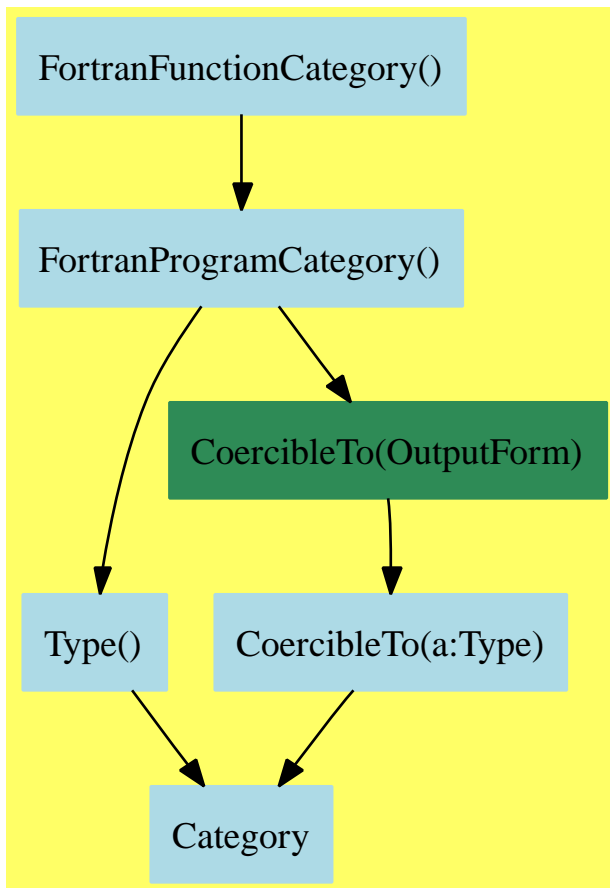 FortranFunctionCategory()
FortranProgramCategory()
CoercibleTo(OutputForm)
Type()
CoercibleTo(a:Type)
Category